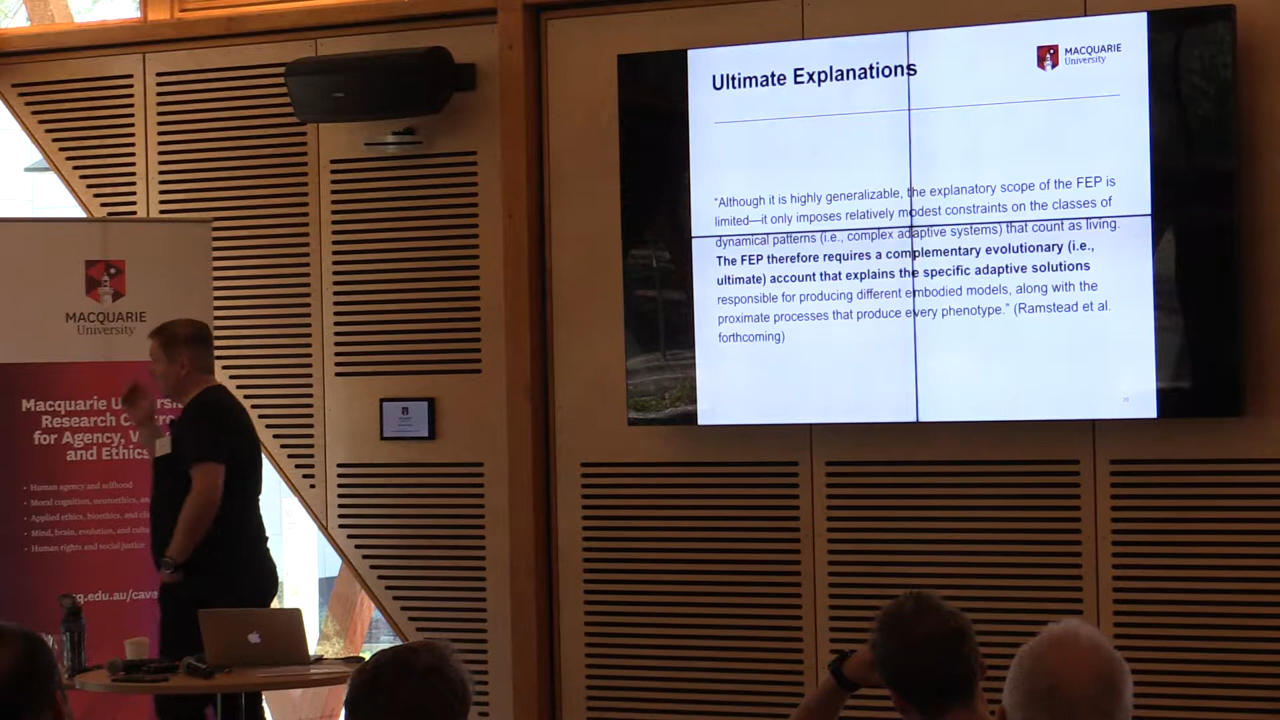 Ultimate Explanations
MACQUARIE
University
“Although it is highly generalizable, the explanatory scope of the FEP is
limited—it only imposes relatively modest constraints on the classes of
dynamical patterns (i.e., complex adaptive systems) that count as living.
The FEP therefore requires a complementary evolutionary (i.e.,
ultimate) account that explains the specific adaptive solutions
responsible for producing different embodied models, along with the
proximate processes that produce every phenotype.” (Ramstead et al.
forthcoming)
MACQUARIE
University
Macquarie
Research
for Agency,
and Ethics
• Human agency and selfhood
• Moral cognition, neuroethics,
• Applied ethics, bioethics, and
• Mind, brain, evolution, and
• Human rights and social justice
.edu.au/cave